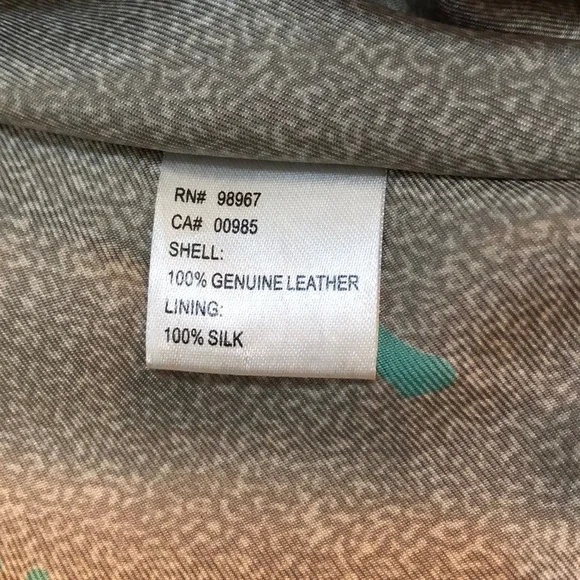 RN# 98967
CA# 00985
SHELL:
100% GENUINE LEATHER
LINING:
100% SILK